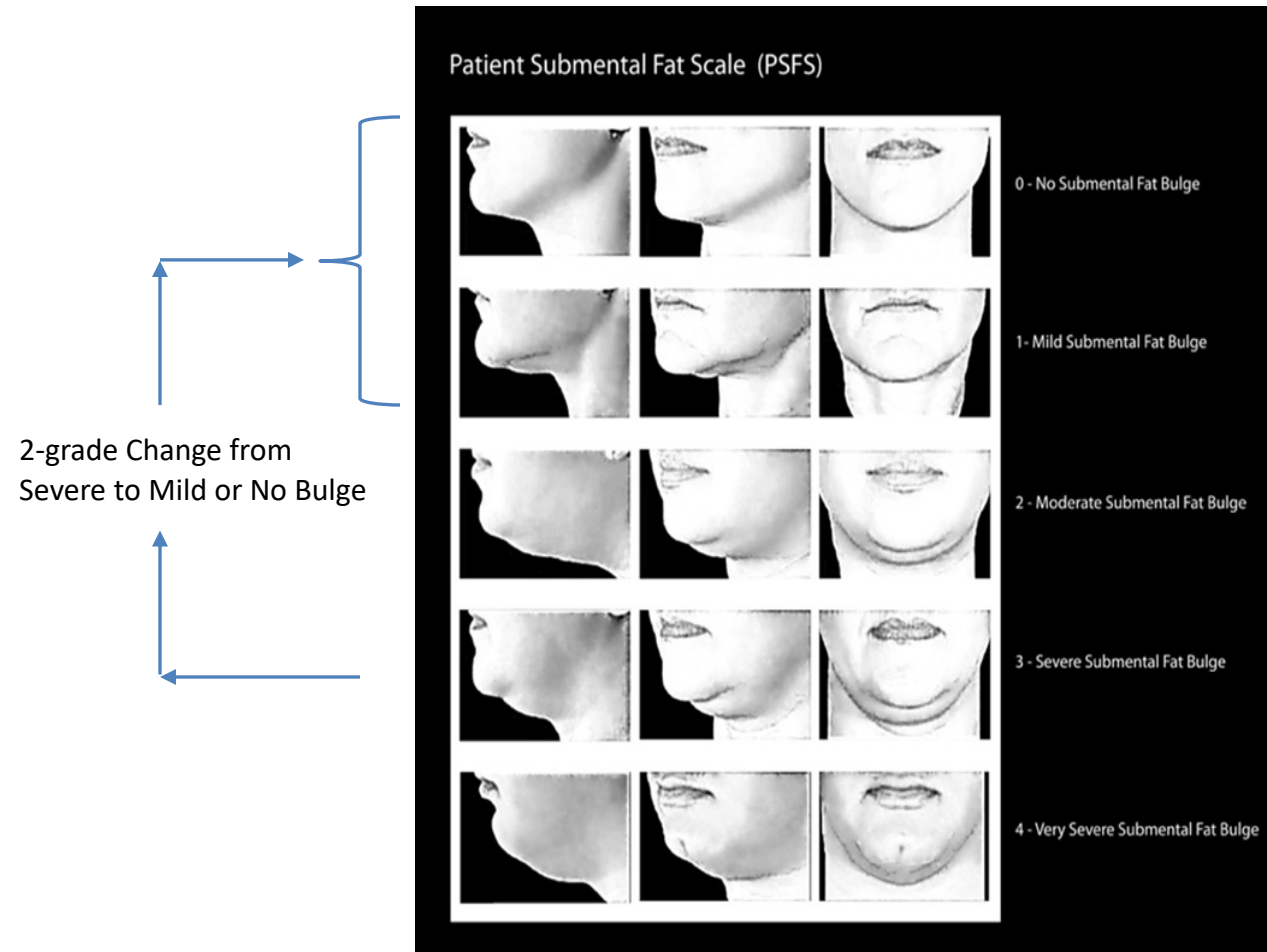 Patient Submental Fat Scale (PSFS)
0 - No Submental Fat Bulge
1- Mild Submental Fat Bulge
2-grade Change from
Severe to Mild or No Bulge
2 - Moderate Submental Fat Bulge
3 - Severe Submental Fat Bulge
4 - Very Severe Submental Fat Bulge